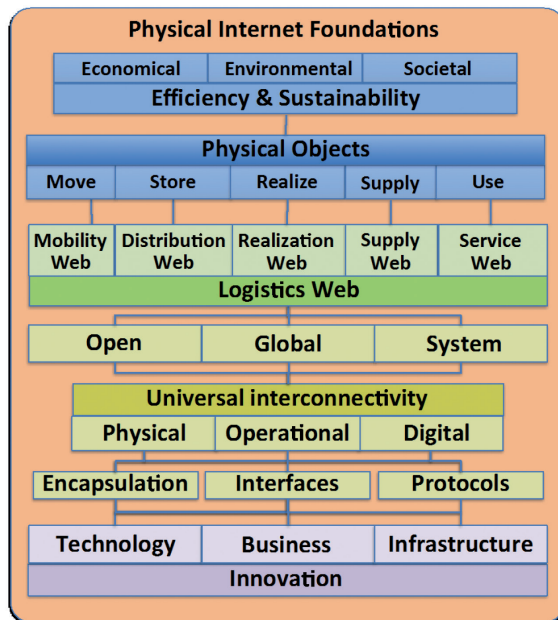 Physical Internet Foundations
Economical Environmental Societal
Efficiency & Sustainability
Physical Objects
Move Store Realize Supply Use
Mobility Web Distribution Web Realization Web Supply Web Service Web
Logistics Web
Open Global System
Universal interconnectivity
Physical Operational Digital
Encapsulation Interfaces Protocols
Technology Business Infrastructure
Innovation